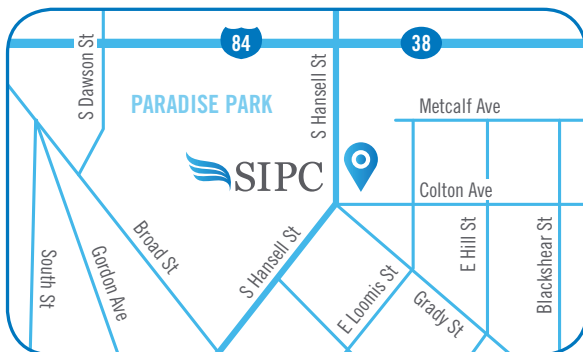 84
38
S Dawson St
S Hansell St
PARADISE PARK
Metcalf Ave
SIPC
Colton Ave
South St
Gordon Ave
Broad St
S Hansell St
E Loomis St
Grady St
E Hill St
Blackshear St